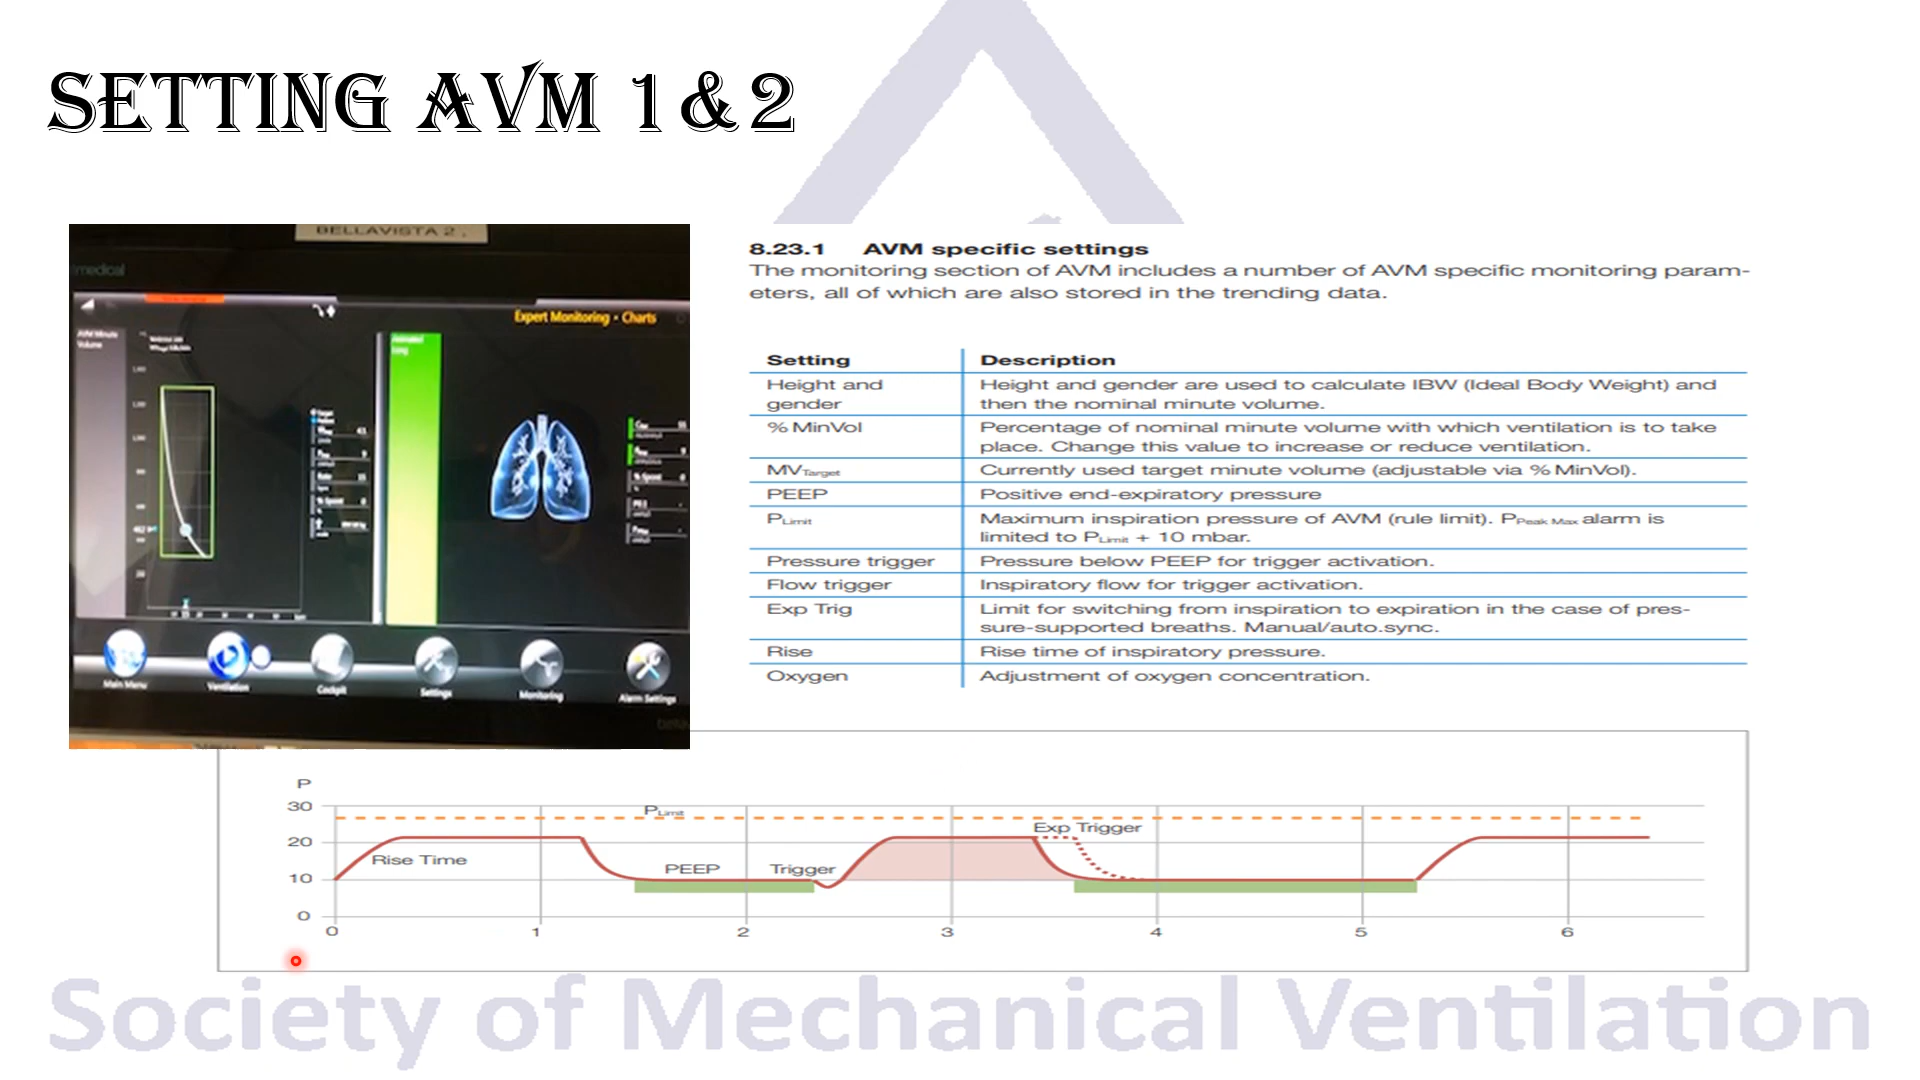 SETTING AVM 1&2
BELLAVISTA 2 ,
medical
Expert Monitoring • Charts
AVM Minute
Volume
Animated
Lung
Main Menu
Ventilation
Cockpit
Settings
Monitoring
Alarm Settings
8.23.1 AVM specific settings
The monitoring section of AVM includes a number of AVM specific monitoring param-
eters, all of which are also stored in the trending data.
Setting Description
Height and gender Height and gender are used to calculate IBW (Ideal Body Weight) and
then the nominal minute volume.
% MinVol Percentage of nominal minute volume with which ventilation is to take
place. Change this value to increase or reduce ventilation.
MVTarget Currently used target minute volume (adjustable via % MinVol).
PEEP Positive end-expiratory pressure
PLimit Maximum inspiration pressure of AVM (rule limit). PPeak Max alarm is
limited to PLimit + 10 mbar.
Pressure trigger Pressure below PEEP for trigger activation.
Flow trigger Inspiratory flow for trigger activation.
Exp Trig Limit for switching from inspiration to expiration in the case of pres-
sure-supported breaths. Manual/auto.sync.
Rise Rise time of inspiratory pressure.
Oxygen Adjustment of oxygen concentration.
P
30
PLimit
20
Exp Trigger
Rise Time
PEEP
Trigger
10
0
0 1 2 3 4 5 6
Society of Mechanical Ventilation